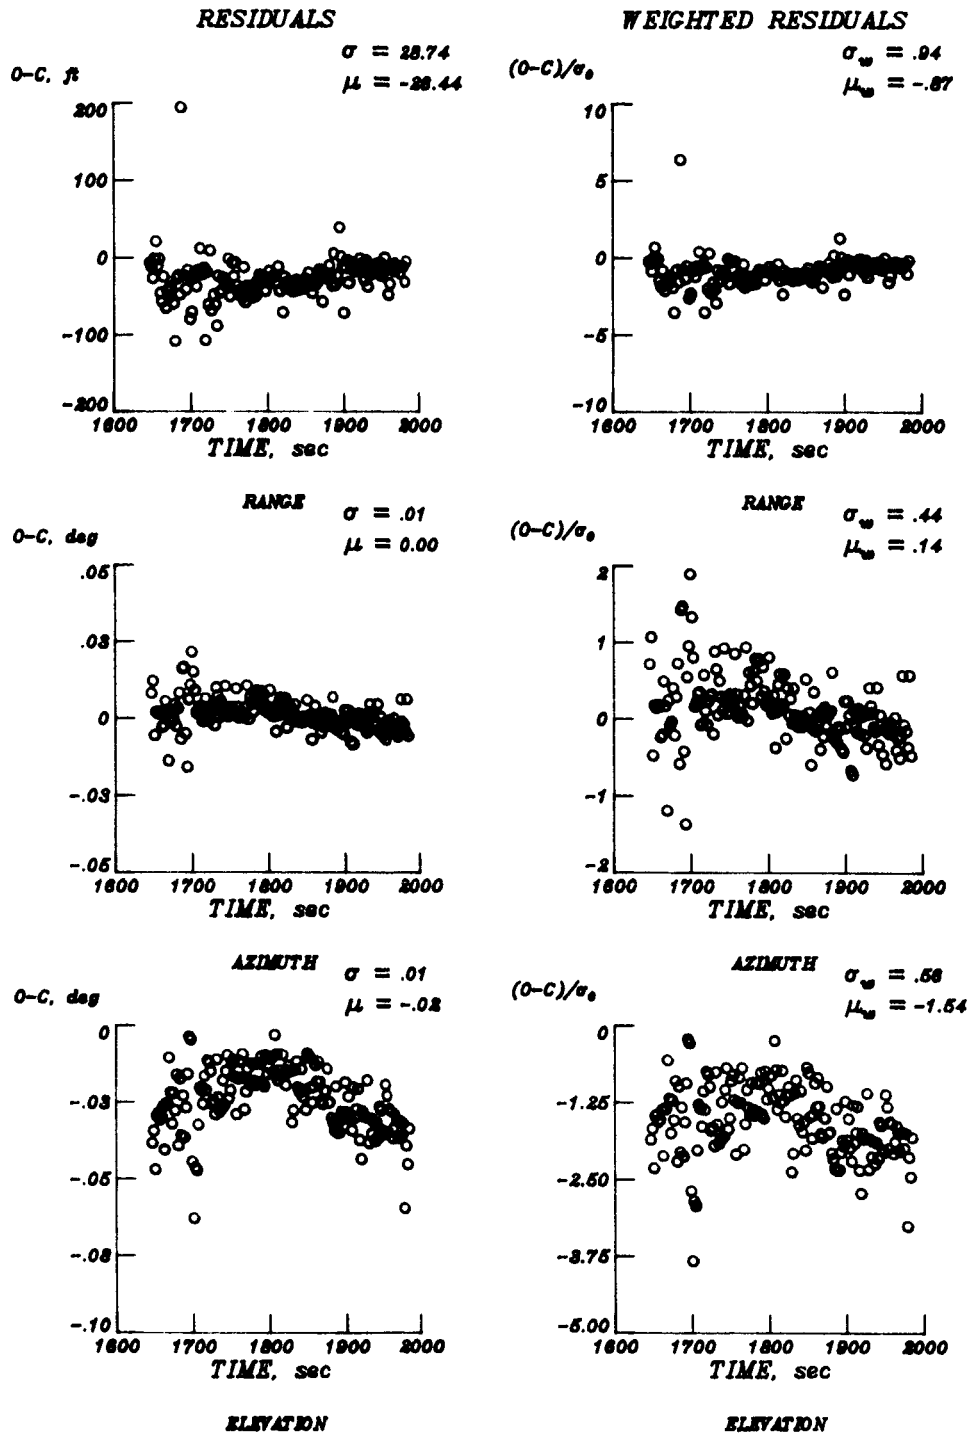 RESIDUALS
WEIGHTED RESIDUALS
O-C, ft
σ = 28.74
μ = -28.44
200
100
0
-100
-200
1600 1700 1800 1900 2000
TIME, sec
RANGE
(O-C)/σ₀
σw = .94
μw = -.87
10
5
0
-5
-10
1600 1700 1800 1900 2000
TIME, sec
RANGE
O-C, deg
σ = .01
μ = 0.00
.05
.03
0
-.03
-.05
1600 1700 1800 1900 2000
TIME, sec
AZIMUTH
(O-C)/σ₀
σw = .44
μw = .14
2
1
0
-1
-2
1600 1700 1800 1900 2000
TIME, sec
AZIMUTH
O-C, deg
σ = .01
μ = -.02
0
-.03
-.05
-.08
-.10
1600 1700 1800 1900 2000
TIME, sec
ELEVATION
(O-C)/σ₀
σw = .56
μw = -1.54
0
-1.25
-2.50
-3.75
-5.00
1600 1700 1800 1900 2000
TIME, sec
ELEVATION